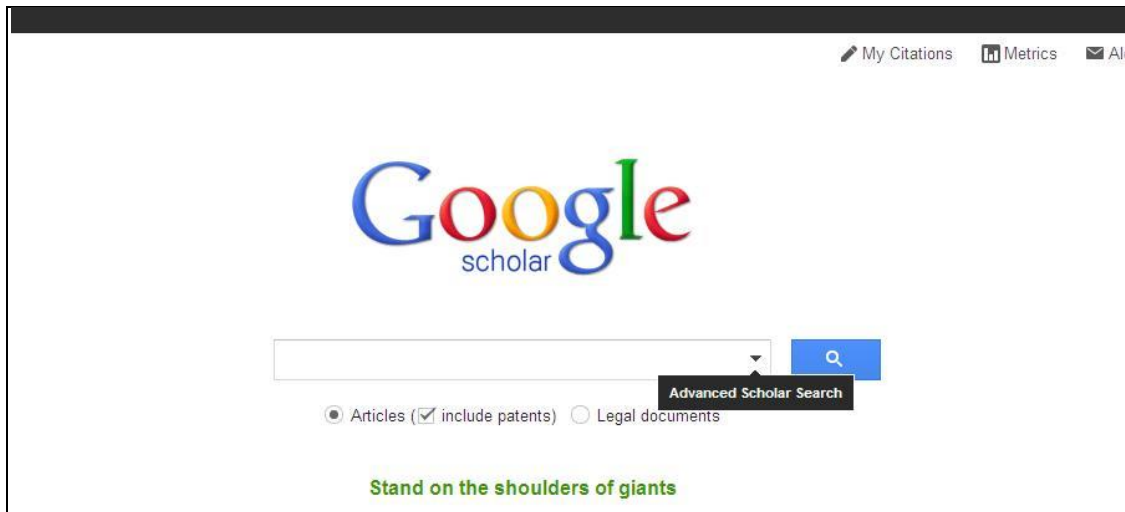 My Citations Metrics Al
Google
scholar
Advanced Scholar Search
Articles ( include patents) Legal documents
Stand on the shoulders of giants